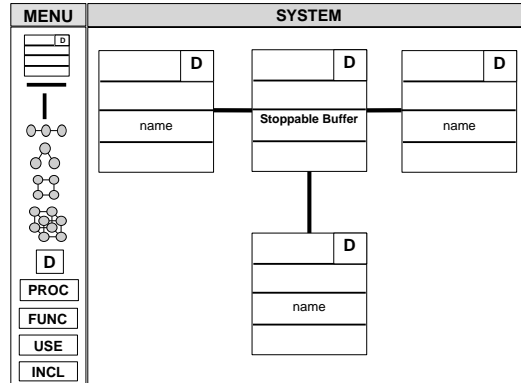 MENU
SYSTEM
D
D
D
D
name
Stoppable Buffer
name
D
name
D
PROC
FUNC
USE
INCL